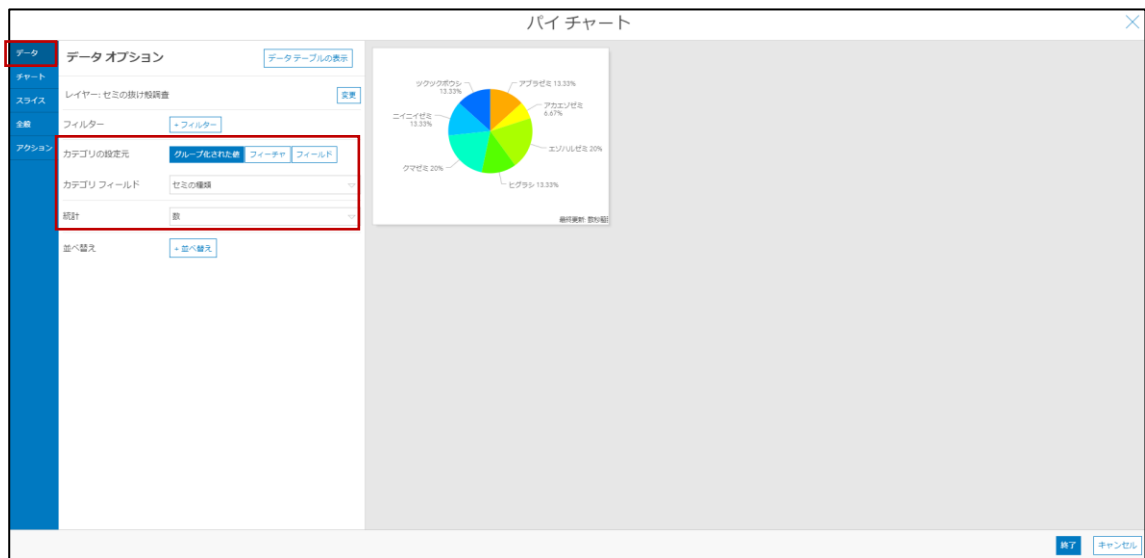 パイ チャート
データ
チャート
スライス
全般
アクション
データ オプション
データ テーブルの表示
レイヤー: セミの抜け殻調査
変更
フィルター
+ フィルター
カテゴリの設定元
グループ化された値
フィーチャ
フィールド
カテゴリ フィールド
セミの種類
統計
数
並べ替え
+ 並べ替え
ツクツクボウシ
13.33%
アブラゼミ 13.33%
アカエゾゼミ
6.67%
ニイニイゼミ
13.33%
エゾハルゼミ 20%
クマゼミ 20%
ヒグラシ 13.33%
最終更新: 数秒前
終了
キャンセル